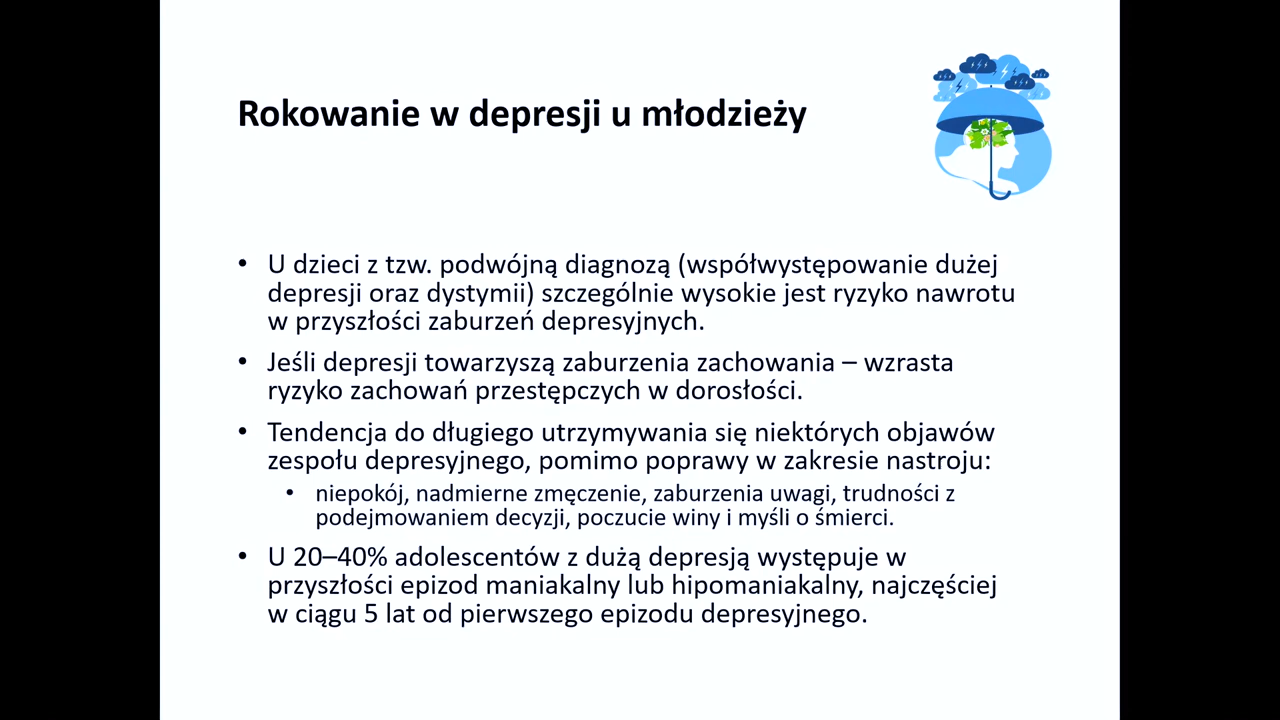 Rokowanie w depresji u młodzieży
• U dzieci z tzw. podwójną diagnozą (współwystępowanie dużej
depresji oraz dystymii) szczególnie wysokie jest ryzyko nawrotu
w przyszłości zaburzeń depresyjnych.
• Jeśli depresji towarzyszą zaburzenia zachowania – wzrasta
ryzyko zachowań przestępczych w dorosłości.
• Tendencja do długiego utrzymywania się niektórych objawów
zespołu depresyjnego, pomimo poprawy w zakresie nastroju:
• niepokój, nadmierne zmęczenie, zaburzenia uwagi, trudności z
podejmowaniem decyzji, poczucie winy i myśli o śmierci.
• U 20–40% adolescentów z dużą depresją występuje w
przyszłości epizod maniakalny lub hipomaniakalny, najczęściej
w ciągu 5 lat od pierwszego epizodu depresyjnego.